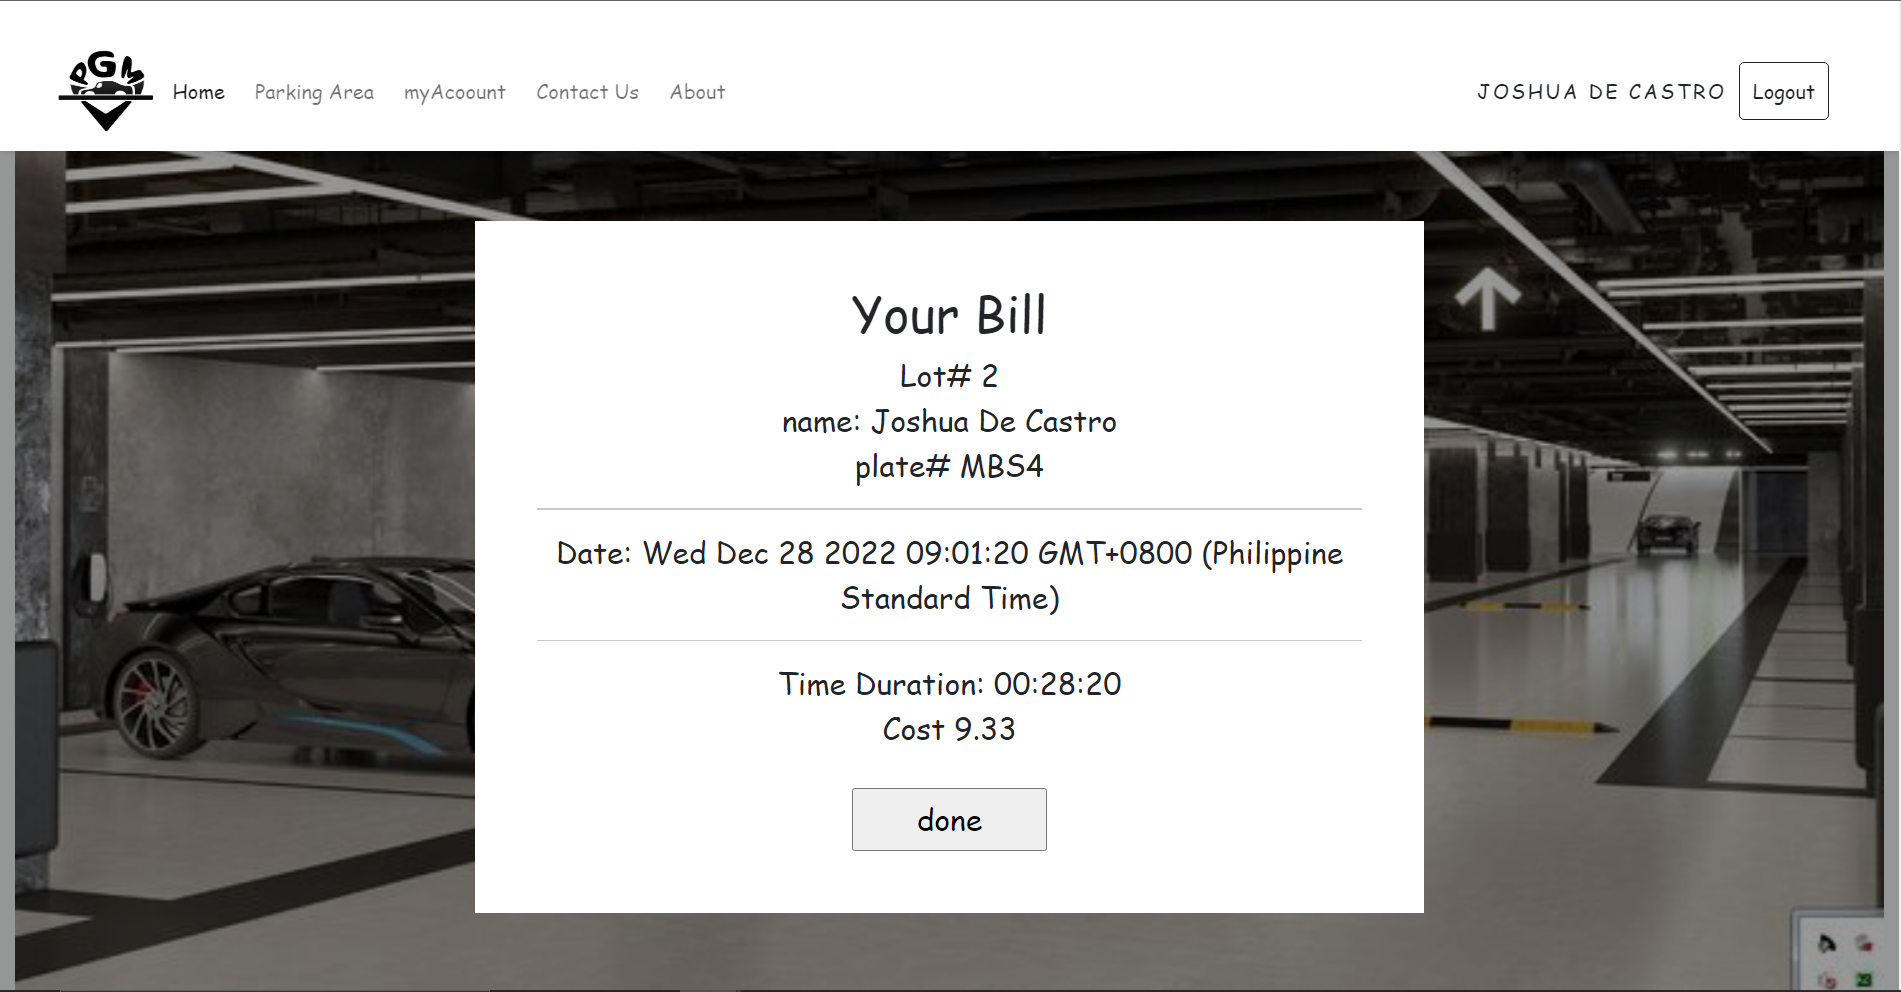 PGM
Home
Parking Area
myAcoount
Contact Us
About
JOSHUA DE CASTRO
Logout
Your Bill
Lot# 2
name: Joshua De Castro
plate# MBS4
Date: Wed Dec 28 2022 09:01:20 GMT+0800 (Philippine
Standard Time)
Time Duration: 00:28:20
Cost 9.33
done
23